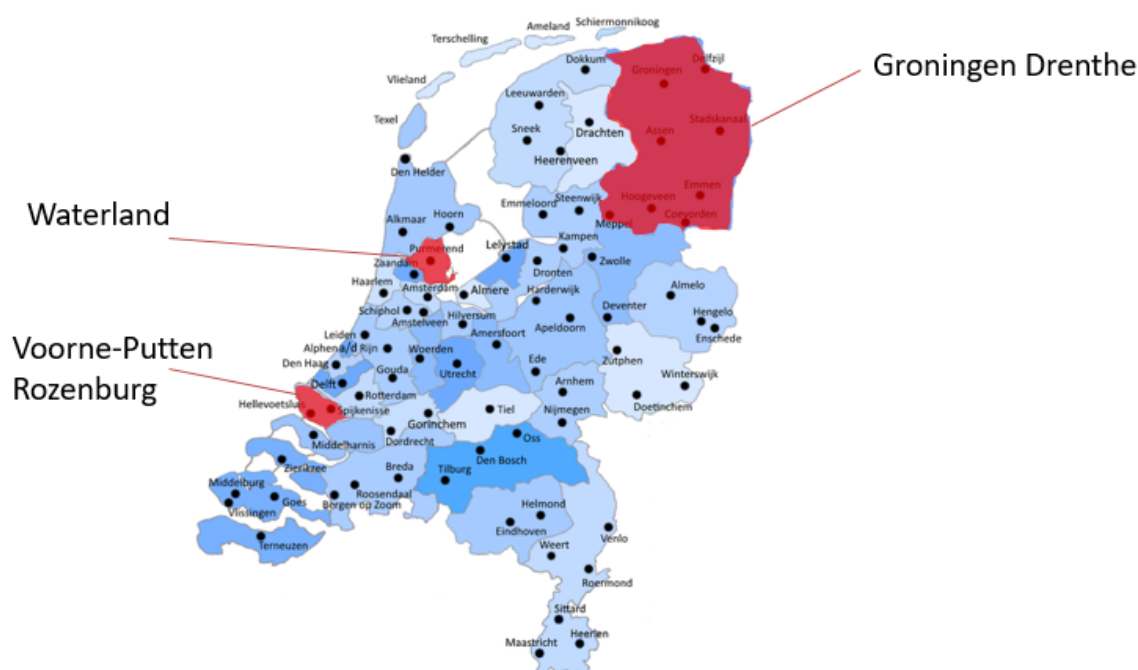 Schiermonnikoog
Ameland
Terschelling
Vlieland
Texel
Dokkum
Groningen
Delfzijl
Groningen Drenthe
Leeuwarden
Sneek
Drachten
Heerenveen
Assen
Stadskanaal
Den Helder
Emmeloord
Steenwijk
Hoogeveen
Emmen
Meppel
Coevorden
Waterland
Alkmaar
Hoorn
Purmerend
Zaandam
Lelystad
Kampen
Zwolle
Dronten
Haarlem
Amsterdam
Almere
Harderwijk
Almelo
Schiphol
Amstelveen
Hilversum
Apeldoorn
Deventer
Hengelo
Enschede
Voorne-Putten
Rozenburg
Leiden
Alphen a/d Rijn
Woerden
Amersfoort
Den Haag
Gouda
Utrecht
Ede
Zutphen
Winterswijk
Delft
Rotterdam
Arnhem
Doetinchem
Hellevoetsluis
Spijkenisse
Gorinchem
Tiel
Nijmegen
Middelharnis
Dordrecht
Oss
Den Bosch
Zierikzee
Breda
Tilburg
Middelburg
Vlissingen
Goes
Roosendaal
Bergen op Zoom
Helmond
Eindhoven
Terneuzen
Weert
Venlo
Roermond
Sittard
Maastricht
Heerlen